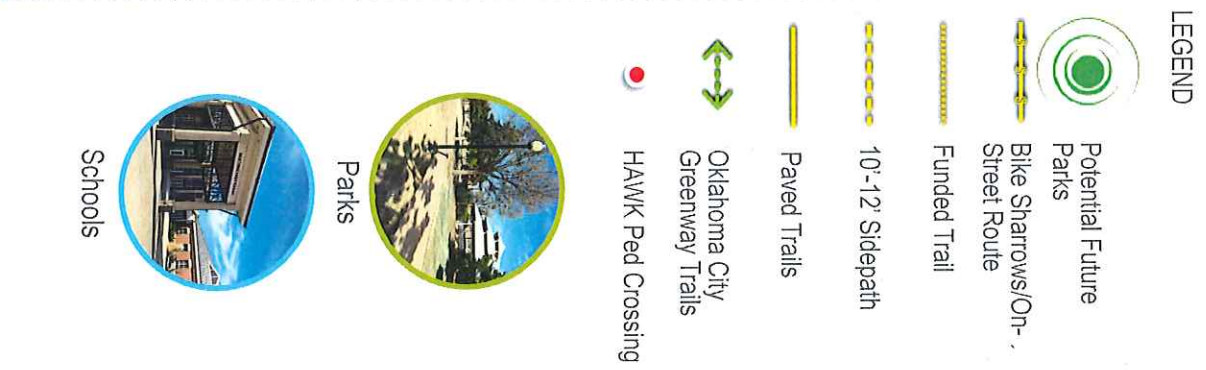 LEGEND
Potential Future
Parks
Bike Sharrows/On-
Street Route
Funded Trail
10'-12' Sidepath
Paved Trails
Oklahoma City
Greenway Trails
HAWK Ped Crossing
Parks
Schools